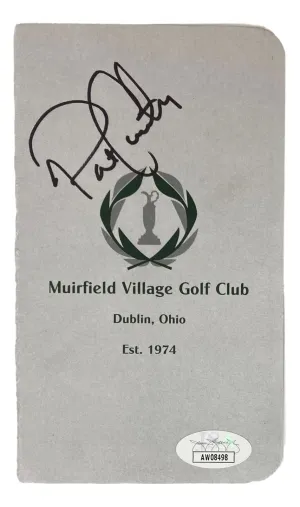 Muirfield Village Golf Club
Dublin, Ohio
Est. 1974
AW08498